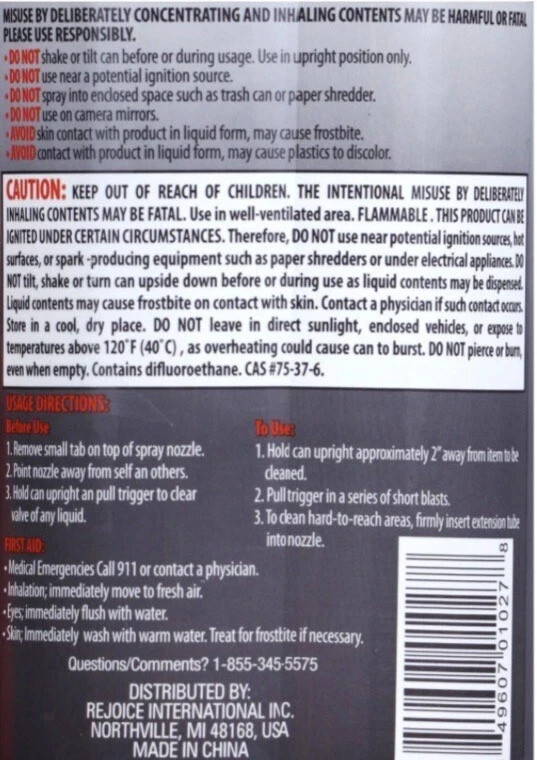 MISUSE BY DELIBERATELY CONCENTRATING AND INHALING CONTENTS MAY BE HARMFUL OR FATAL
PLEASE USE RESPONSIBLY.
• DO NOT shake or tilt can before or during usage. Use in upright position only.
• DO NOT use near a potential ignition source.
• DO NOT spray into enclosed space such as trash can or paper shredder.
• DO NOT use on camera mirrors.
• AVOID skin contact with product in liquid form, may cause frostbite.
• AVOID contact with product in liquid form, may cause plastics to discolor.
CAUTION: KEEP OUT OF REACH OF CHILDREN. THE INTENTIONAL MISUSE BY DELIBERATELY
INHALING CONTENTS MAY BE FATAL. Use in well-ventilated area. FLAMMABLE. THIS PRODUCT CAN BE
IGNITED UNDER CERTAIN CIRCUMSTANCES. Therefore, DO NOT use near potential ignition sources, hot
surfaces, or spark-producing equipment such as paper shredders or under electrical appliances. DO
NOT tilt, shake or turn can upside down before or during use as liquid contents may be dispensed.
Liquid contents may cause frostbite on contact with skin. Contact a physician if such contact occurs.
Store in a cool, dry place. DO NOT leave in direct sunlight, enclosed vehicles, or expose to
temperatures above 120°F (40°C), as overheating could cause can to burst. DO NOT pierce or burn,
even when empty. Contains difluoroethane. CAS #75-37-6.
USAGE DIRECTIONS:
Before Use
1. Remove small tab on top of spray nozzle.
2. Point nozzle away from self an others.
3. Hold can upright an pull trigger to clear
valve of any liquid.
To Use:
1. Hold can upright approximately 2" away from item to be
cleaned.
2. Pull trigger in a series of short blasts.
3. To clean hard-to-reach areas, firmly insert extension tube
into nozzle.
FIRST AID:
• Medical Emergencies Call 911 or contact a physician.
• Inhalation; immediately move to fresh air.
• Eyes; immediately flush with water.
• Skin; Immediately wash with warm water. Treat for frostbite if necessary.
Questions/Comments? 1-855-345-5575
DISTRIBUTED BY:
REJOICE INTERNATIONAL INC.
NORTHVILLE, MI 48168, USA
MADE IN CHINA
49607 01027 8